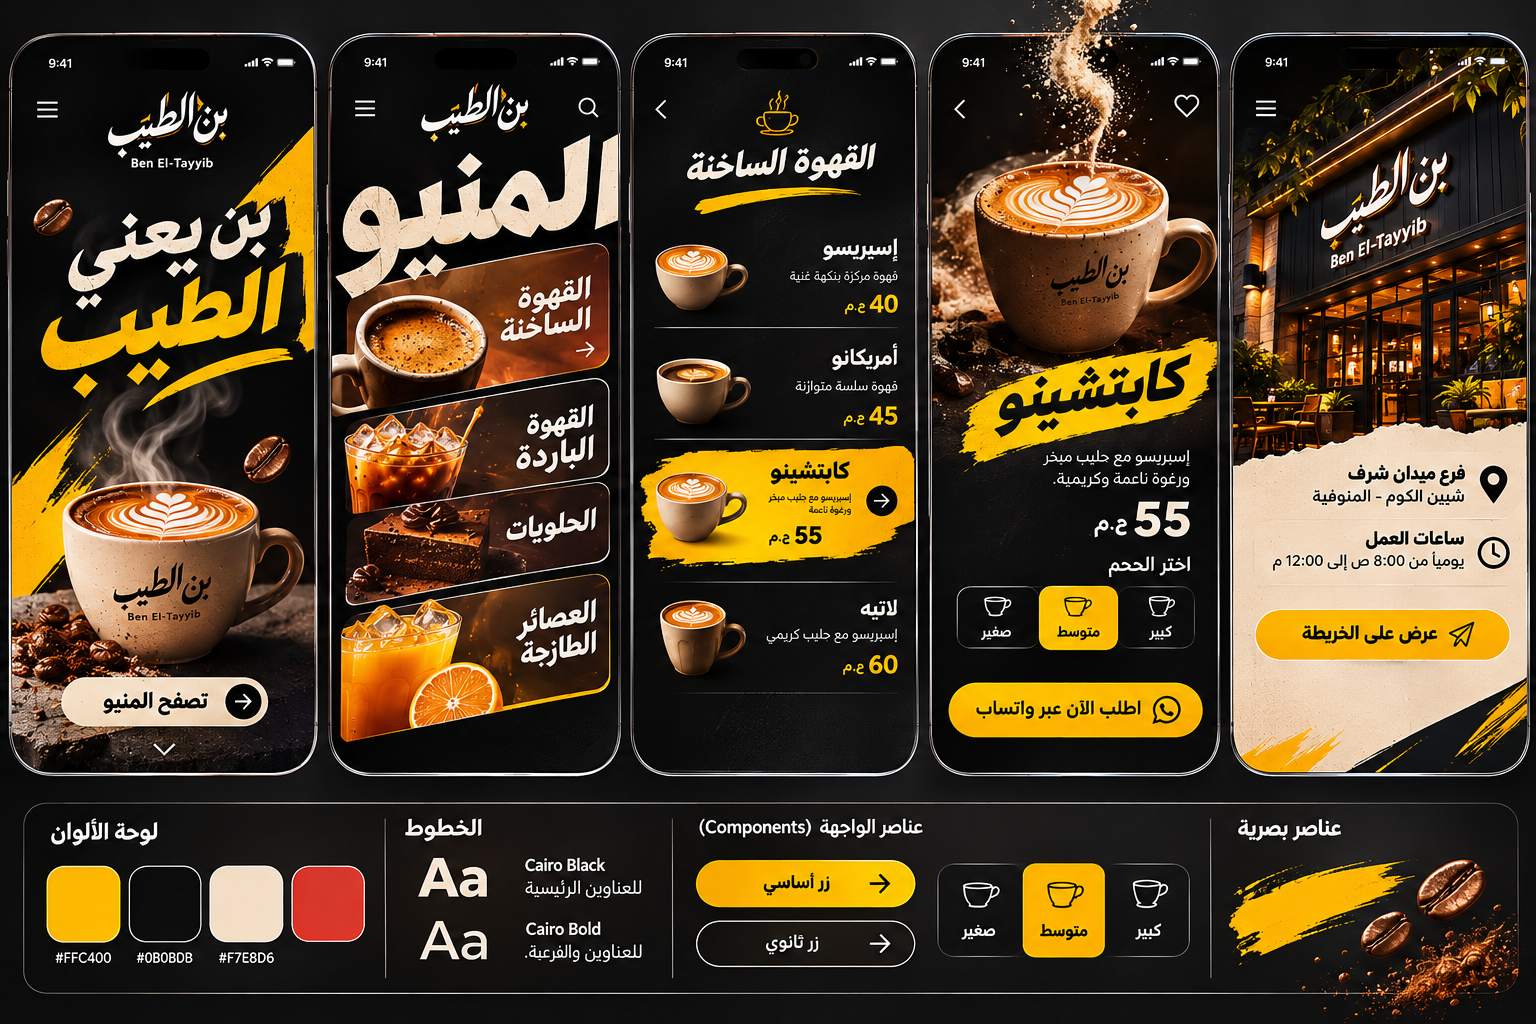 9:41
بن الطيب
Ben El-Tayyib
بن يعني
الطيب
بن الطيب
Ben El-Tayyib
تصفح المنيو
9:41
بن الطيب
المنيو
القهوة
الساخنة
القهوة
الباردة
الحلويات
العصائر
الطازجة
9:41
القهوة الساخنة
إسيريسو
قهوة مركزة بنكهة غنية
40 ج.م
أمريكانو
قهوة سلسة متوازنة
45 ج.م
كابتشينو
إسبريسو مع حليب مبخر
ورغوة ناعمة
55 ج.م
لاتيه
إسبريسو مع حليب كريمي
60 ج.م
9:41
بن الطيب
Ben El-Tayyib
كابتشينو
إسبريسو مع حليب مبخر
ورغوة ناعمة وكريمية.
55 ج.م
اختر الحجم
صغير
متوسط
كبير
اطلب الآن عبر واتساب
9:41
بن الطيب
Ben El-Tayyib
فرع ميدان شرف
شبين الكوم - المنوفية
ساعات العمل
يومياً من 8:00 ص إلى 12:00 م
عرض على الخريطة
لوحة الألوان
#FFC400
#0B0BDB
#F7E8D6
الخطوط
Aa
Cairo Black
للعناوين الرئيسية
Aa
Cairo Bold
للعناوين والفرعية.
عناصر الواجهة (Components)
زر أساسي
زر ثانوي
صغير
متوسط
كبير
عناصر بصرية